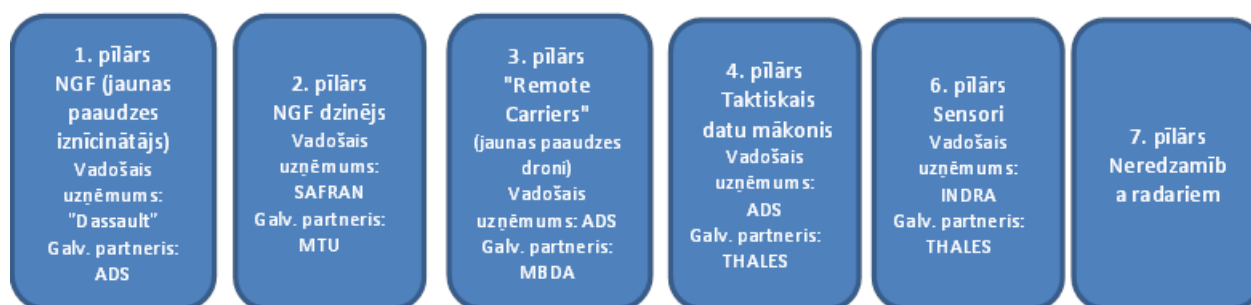 1. pīlārs
NGF (jaunas
paaudzes
iznīcinātājs)
Vadošais
uzņēmums:
"Dassault"
Galv. partneris:
ADS
2. pīlārs
NGF dzinējs
Vadošais
uzņēmums:
SAFRAN
Galv. partneris:
MTU
3. pīlārs
"Remote
Carriers"
(jaunas paaudzes
droni)
Vadošais
uzņēmums: ADS
Galv. partneris:
MBDA
4. pīlārs
Taktiskais
datu mākonis
Vadošais
uzņēmums:
ADS
Galv. partneris:
THALES
6. pīlārs
Sensori
Vadošais
uzņēmums:
INDRA
Galv. partneris:
THALES
7. pīlārs
Neredzamīb
a radariem